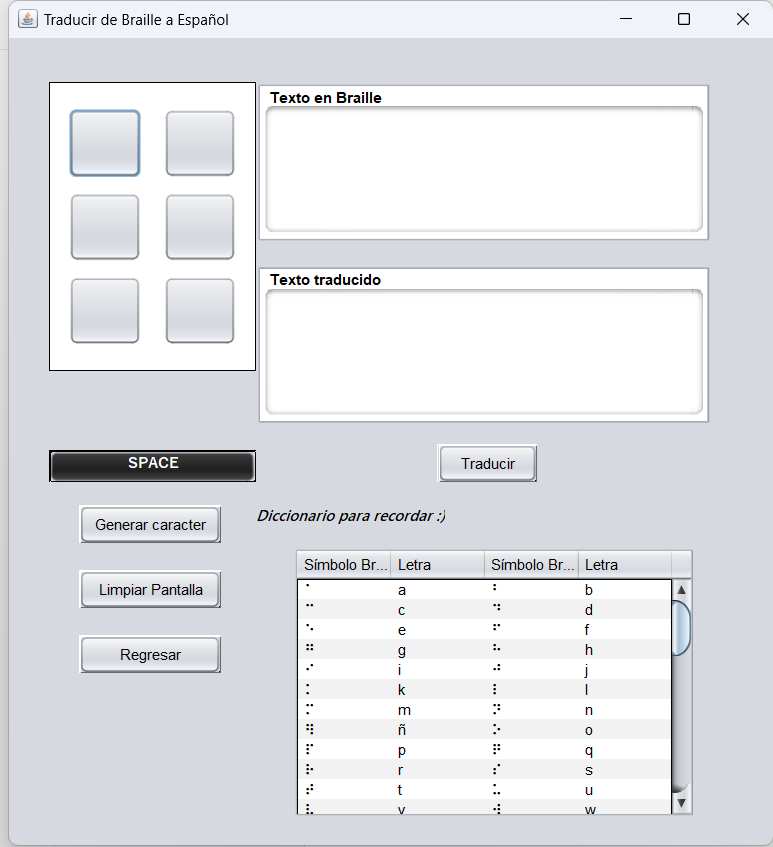 Traducir de Braille a Español
Texto en Braille
Texto traducido
SPACE
Traducir
Generar caracter
Diccionario para recordar :)
Limpiar Pantalla
Regresar
Símbolo Br... Letra Símbolo Br... Letra
⠁ a ⠃ b
⠉ c ⠙ d
⠑ e ⠋ f
⠛ g ⠓ h
⠊ i ⠚ j
⠅ k ⠇ l
⠍ m ⠝ n
⠻ ñ ⠕ o
⠏ p ⠟ q
⠗ r ⠎ s
⠞ t ⠥ u
⠧ v ⠺ w